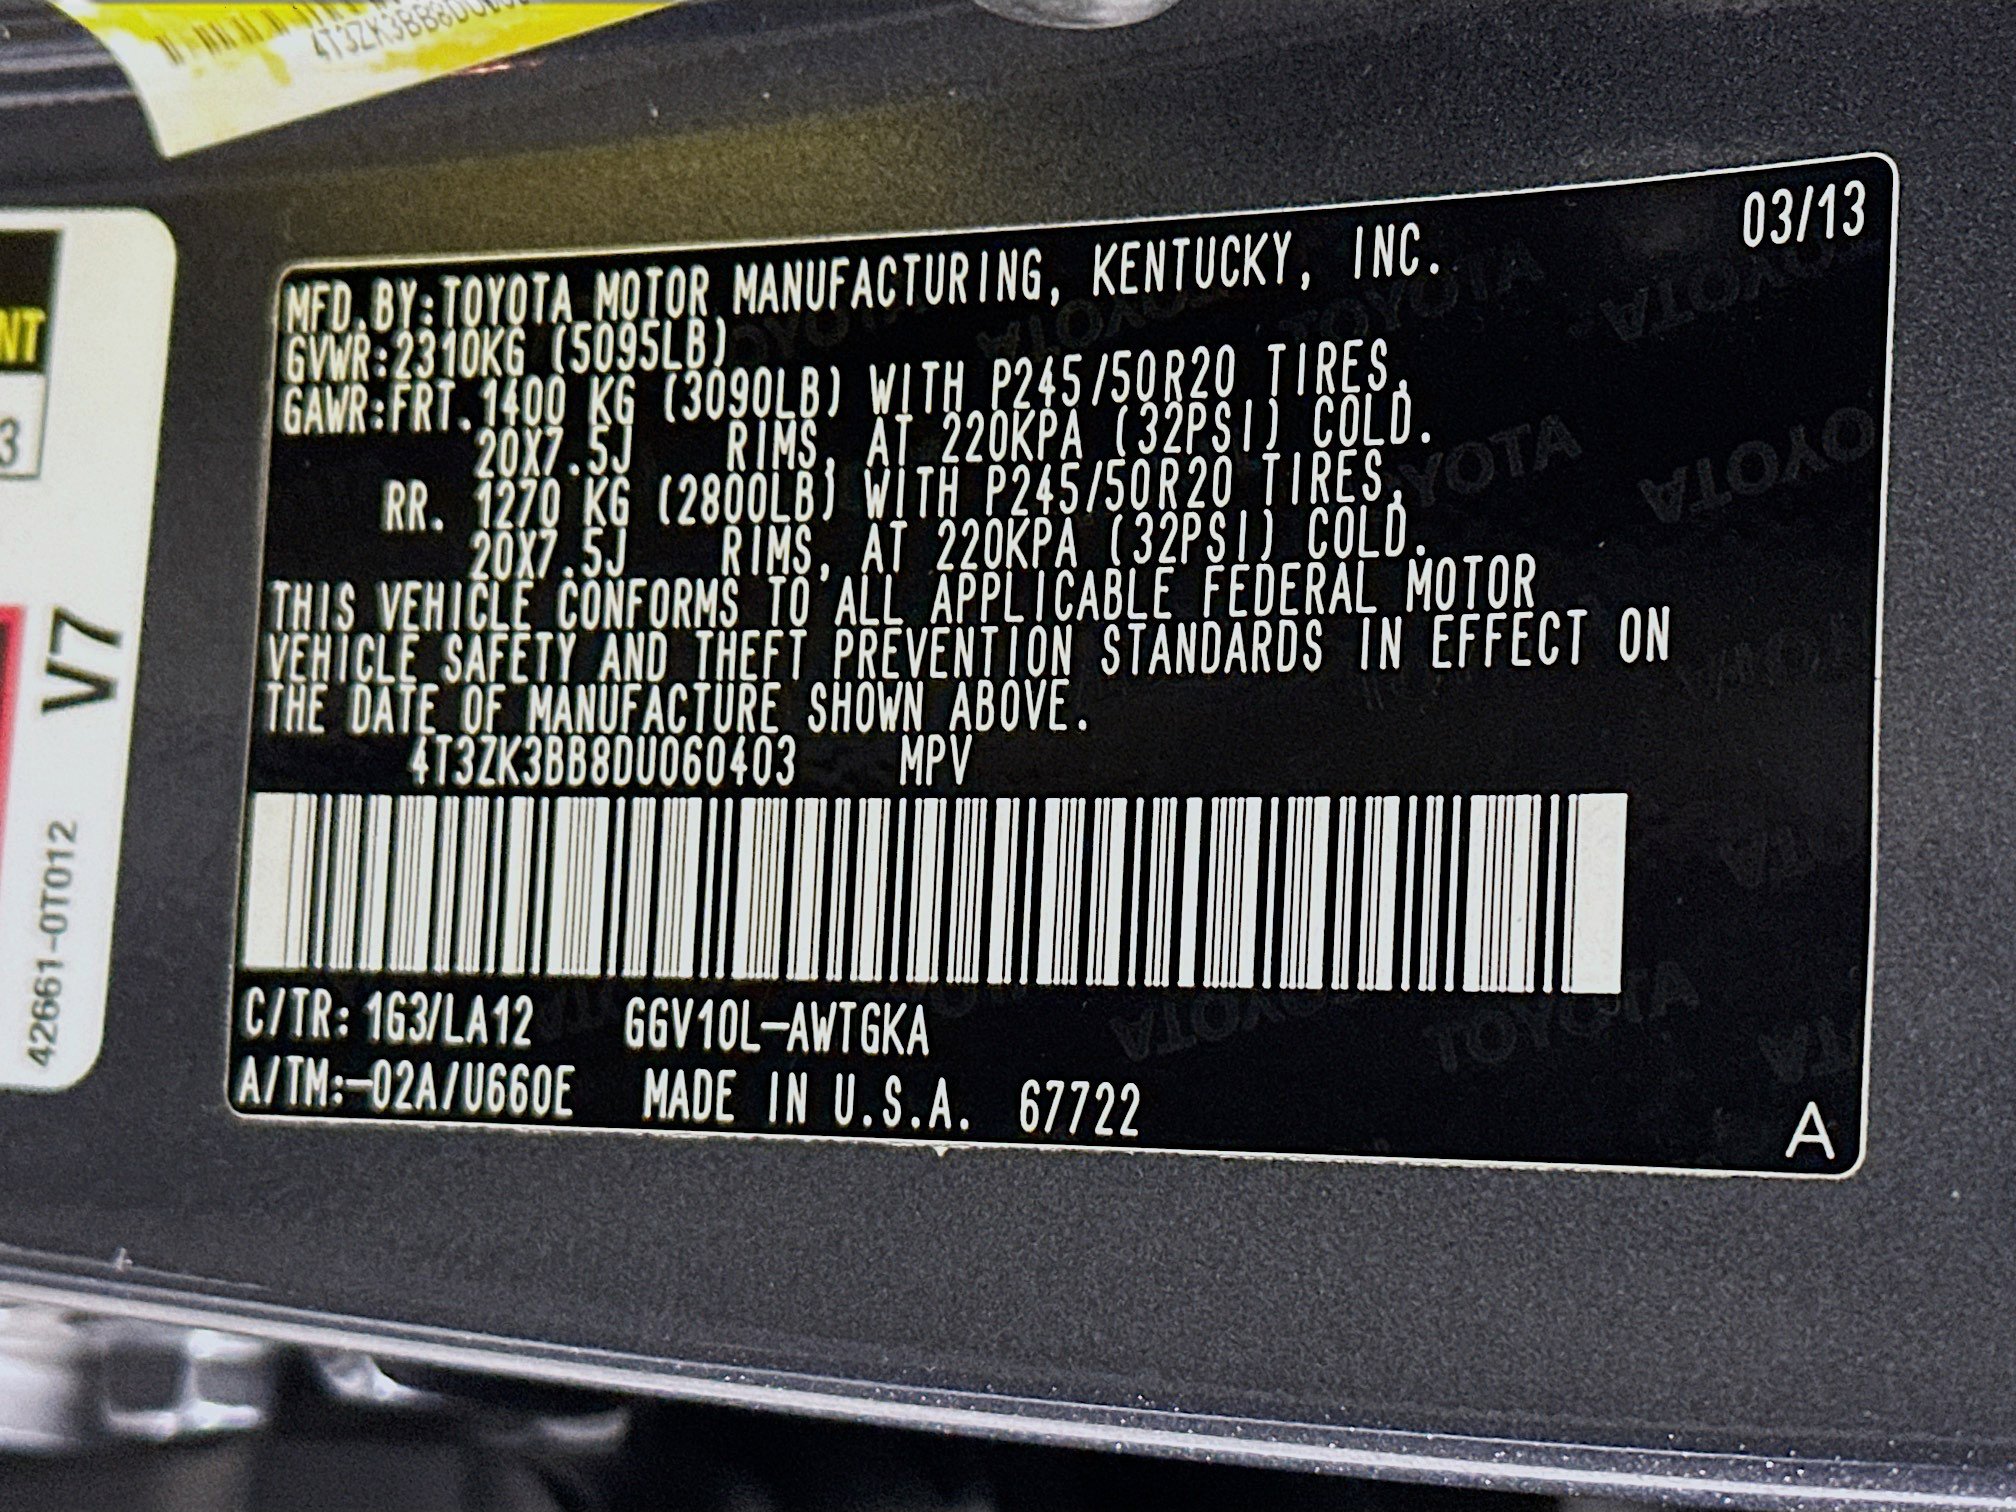 4T3ZK3BB8DU
NT
3
V7
42661-0T012
03/13
MFD.BY:TOYOTA MOTOR MANUFACTURING, KENTUCKY, INC.
GVWR:2310KG (5095LB)
GAWR:FRT.1400 KG (3090LB) WITH P245/50R20 TIRES,
20X7.5J RIMS, AT 220KPA (32PSI) COLD.
RR. 1270 KG (2800LB) WITH P245/50R20 TIRES,
20X7.5J RIMS, AT 220KPA (32PSI) COLD.
THIS VEHICLE CONFORMS TO ALL APPLICABLE FEDERAL MOTOR
VEHICLE SAFETY AND THEFT PREVENTION STANDARDS IN EFFECT ON
THE DATE OF MANUFACTURE SHOWN ABOVE.
4T3ZK3BB8DU060403 MPV
C/TR: 1G3/LA12 GGV10L-AWTGKA
A/TM:-02A/U660E MADE IN U.S.A. 67722
A